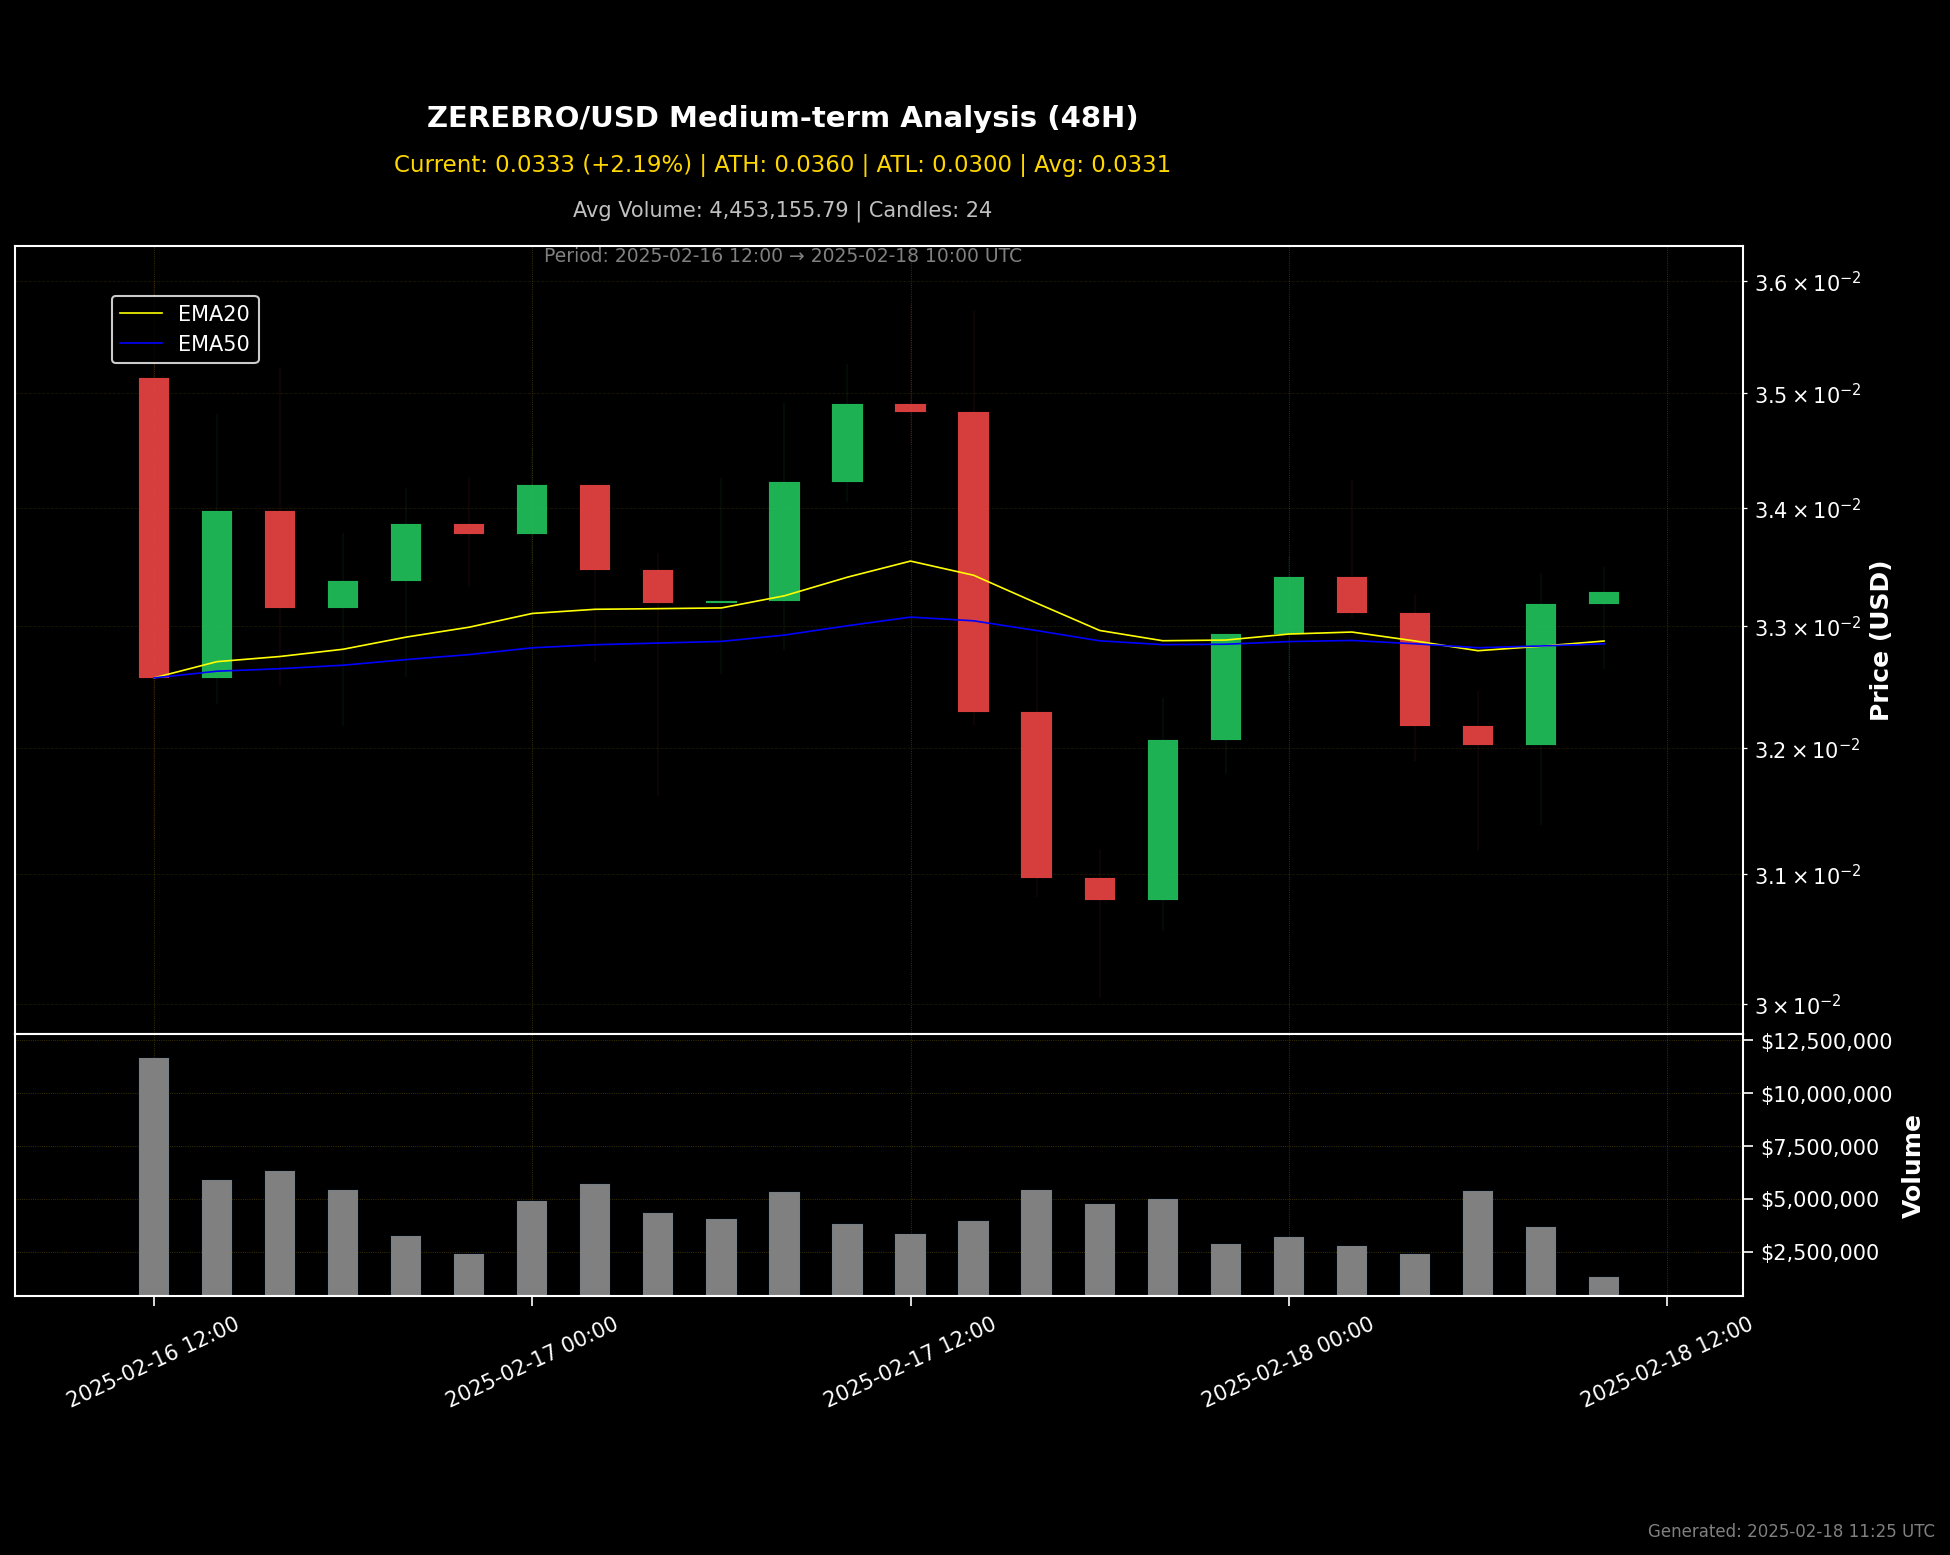 ZEREBRO/USD Medium-term Analysis (48H)
Current: 0.0333 (+2.19%) | ATH: 0.0360 | ATL: 0.0300 | Avg: 0.0331
Avg Volume: 4,453,155.79 | Candles: 24
Period: 2025-02-16 12:00 → 2025-02-18 10:00 UTC
EMA20
EMA50
3.6 × 10⁻²
3.5 × 10⁻²
3.4 × 10⁻²
3.3 × 10⁻²
3.2 × 10⁻²
3.1 × 10⁻²
3 × 10⁻²
Price (USD)
$12,500,000
$10,000,000
$7,500,000
$5,000,000
$2,500,000
Volume
2025-02-16 12:00
2025-02-17 00:00
2025-02-17 12:00
2025-02-18 00:00
2025-02-18 12:00
Generated: 2025-02-18 11:25 UTC